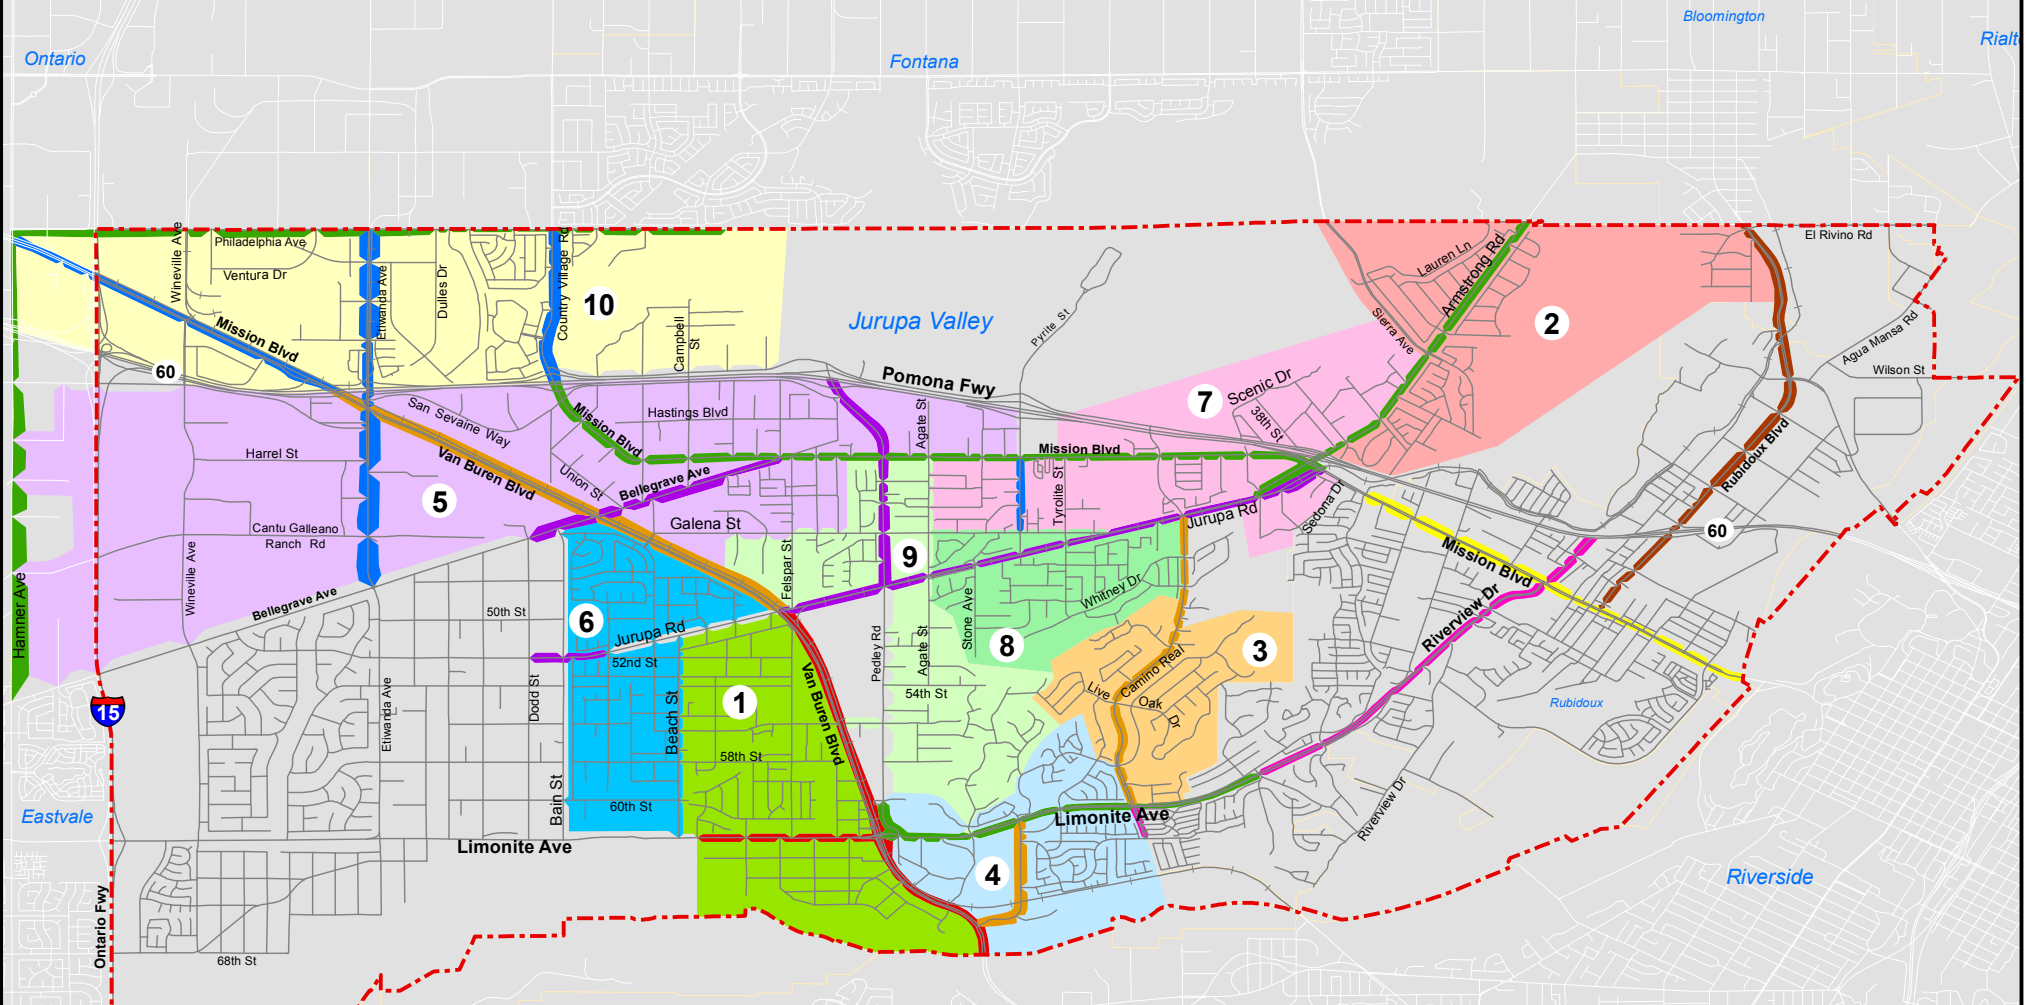 Bloomington
Ontario
Fontana
Wineville Ave
Philadelphia Ave
Ventura Dr
Etiwanda Ave
Dulles Dr
Country Village Rd
10
Campbell
St
Mission Blvd
60
Jurupa Valley
Pyrite St
Pomona Fwy
Lauren Ln
Armstrong Rd
Sierra Ave
2
El Rivino Rd
Agua Mansa Rd
Wilson St
7
Scenic Dr
38th St
San Sevaine Way
Hastings Blvd
Agate St
Mission Blvd
Mission Blvd
Harrel St
Van Buren Blvd
Union St
Bellegrave Ave
Tyrolite St
Jurupa Rd
Sedona Dr
Rubidoux Blvd
60
5
Cantu Galleano
Ranch Rd
Galena St
Wineville Ave
Hamner Ave
Bellegrave Ave
Felspar St
9
Mission Blvd
Riverview Dr
50th St
6
Jurupa Rd
52nd St
Pedley Rd
Agate St
Stone Ave
Whitney Dr
8
3
Camino Real
Live
Oak
Dr
54th St
15
Etiwanda Ave
Dodd St
Beach St
1
Van Buren Blvd
58th St
Rubidoux
Bain St
60th St
Eastvale
Limonite Ave
Limonite Ave
Riverview Dr
4
Riverside
Ontario Fwy
68th St